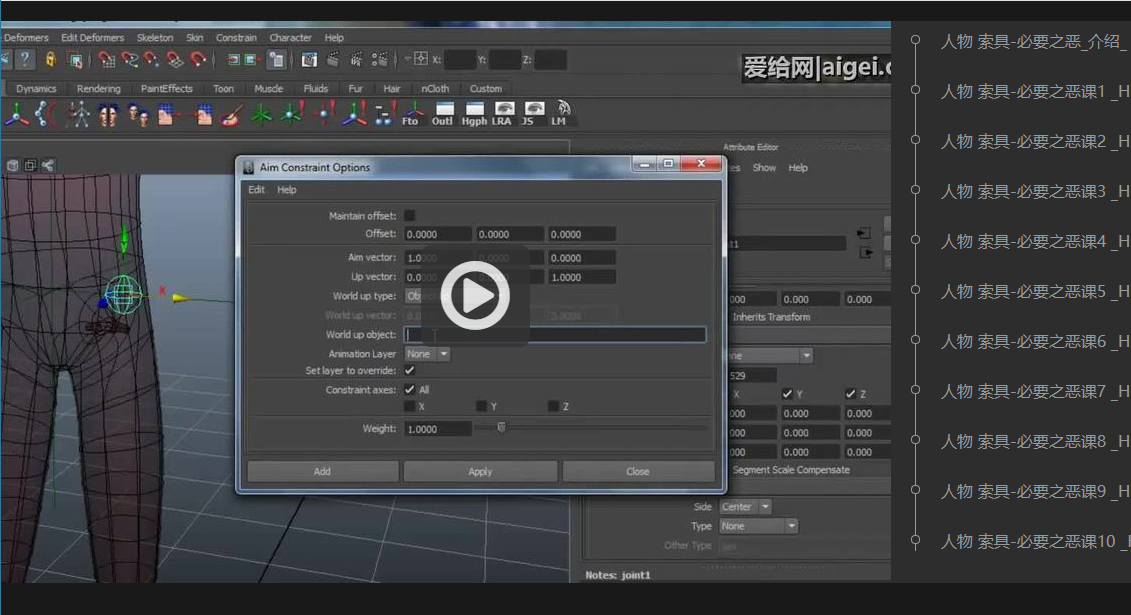 Deformers Edit Deformers Skeleton Skin Constrain Character Help
X: Y: Z:
爱给网|aigei.c
Dynamics Rendering PaintEffects Toon Muscle Fluids Fur Hair nCloth Custom
Fto Outl Hgph LRA JS LM
Attribute Editor
tes Show Help
Aim Constraint Options
Edit Help
Maintain offset:
Offset: 0.0000 0.0000 0.0000
Aim vector: 1.0000 0.0000 0.0000
Up vector: 0.0 1.0000
World up type: Ob
World up vector: 0.0 0.0000
World up object:
Animation Layer None
Set layer to override:
Constraint axes: All
X Y Z
Weight: 1.0000
Add Apply Close
X
t1
000 0.000 0.000
Inherits Transform
ne
529
X Y Z
000 0.000 0.000
000 0.000 0.000
000 0.000 0.000
Segment Scale Compensate
Side Center
Type None
Other Type
Notes: joint1
人物 索具-必要之恶_介绍_
人物 索具-必要之恶课1 _H
人物 索具-必要之恶课2 _H
人物 索具-必要之恶课3 _H
人物 索具-必要之恶课4 _H
人物 索具-必要之恶课5 _H
人物 索具-必要之恶课6 _H
人物 索具-必要之恶课7 _H
人物 索具-必要之恶课8 _H
人物 索具-必要之恶课9 _H
人物 索具-必要之恶课10 _H